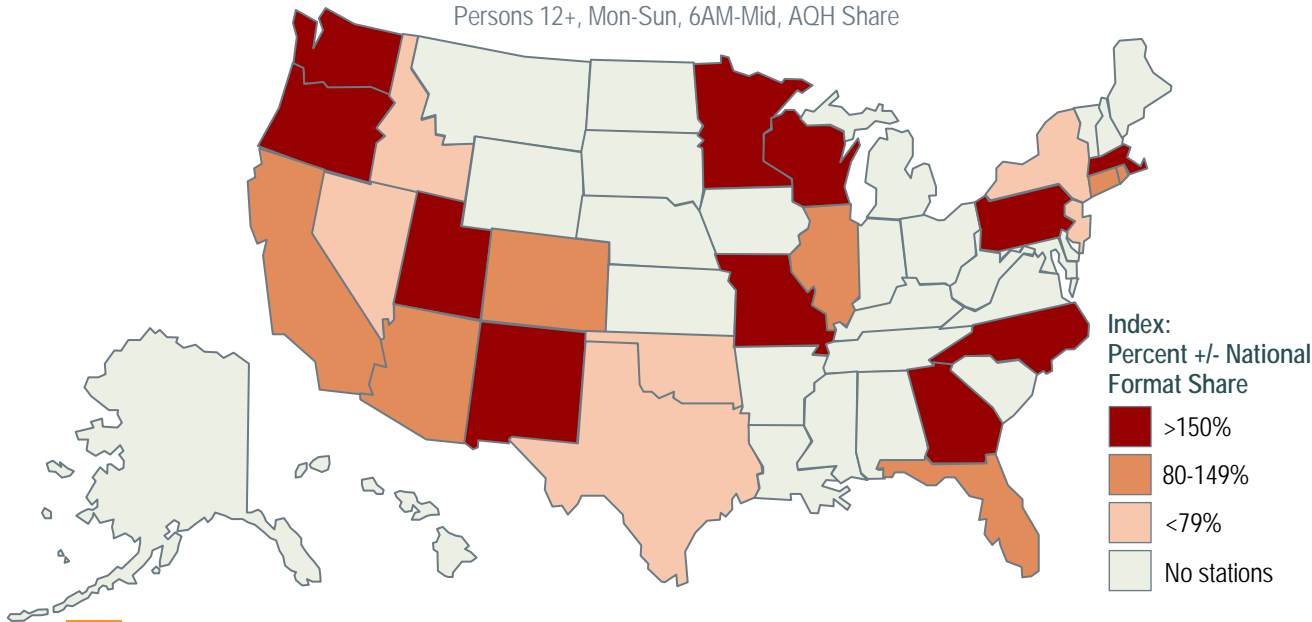 Persons 12+, Mon-Sun, 6AM-Mid, AQH Share
Index:
Percent +/- National
Format Share
>150%
80-149%
<79%
No stations